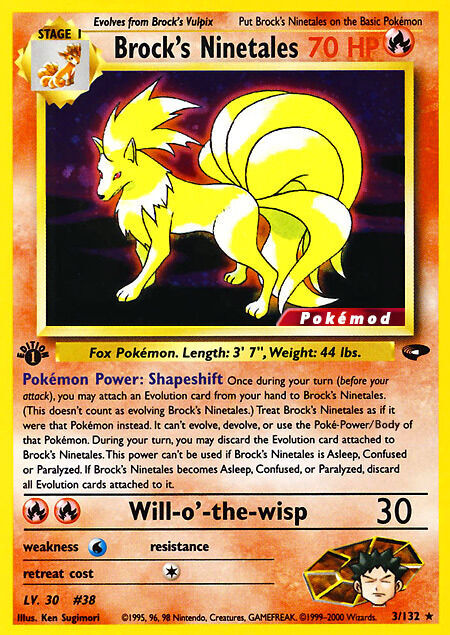 Evolves from Brock's Vulpix
Put Brock's Ninetales on the Basic Pokémon
STAGE 1
Brock's Ninetales 70 HP
Pokémod
EDITION
1
Fox Pokémon. Length: 3' 7", Weight: 44 lbs.
Pokémon Power: Shapeshift Once during your turn (before your
attack), you may attach an Evolution card from your hand to Brock's Ninetales.
(This doesn't count as evolving Brock's Ninetales.) Treat Brock's Ninetales as if it
were that Pokémon instead. It can't evolve, devolve, or use the Poké-Power/Body of
that Pokémon. During your turn, you may discard the Evolution card attached to
Brock's Ninetales. This power can't be used if Brock's Ninetales is Asleep, Confused
or Paralyzed. If Brock's Ninetales becomes Asleep, Confused, or Paralyzed, discard
all Evolution cards attached to it.
Will-o'-the-wisp 30
weakness resistance
retreat cost
LV. 30 #38
Illus. Ken Sugimori ©1995, 96, 98 Nintendo, Creatures, GAMEFREAK. ©1999-2000 Wizards. 3/132